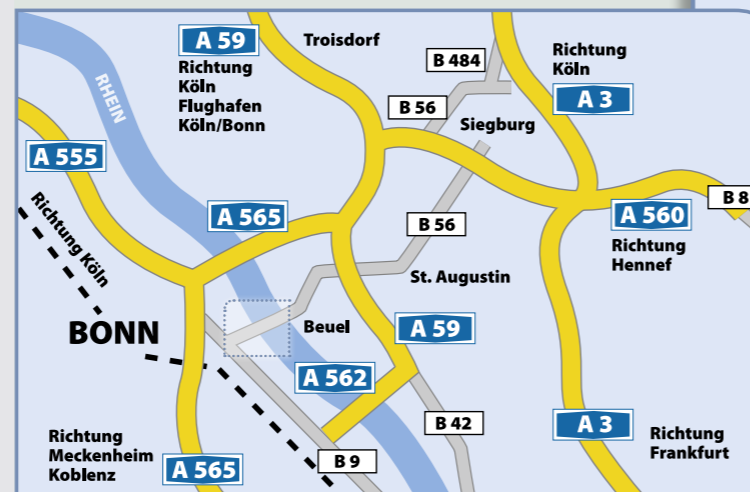 A 59
Richtung
Köln
Flughafen
Köln/Bonn
Troisdorf
B 484
Richtung
Köln
A 3
B 56
Siegburg
RHEIN
A 555
Richtung Köln
A 565
B 56
A 560
Richtung
Hennef
B 8
St. Augustin
BONN
Beuel
A 59
A 562
B 42
A 3
Richtung
Frankfurt
Richtung
Meckenheim
Koblenz
A 565
B 9